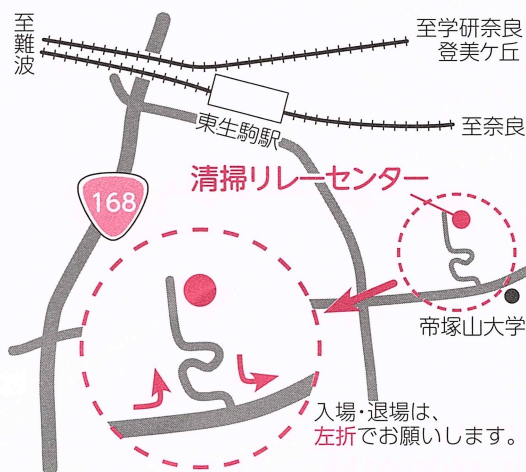 至難波
至学研奈良
登美ケ丘
東生駒駅
至奈良
清掃リレーセンター
168
帝塚山大学
入場・退場は、
左折でお願いします。